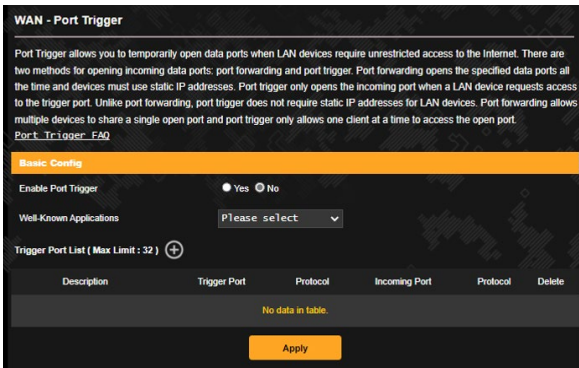 WAN - Port Trigger
Port Trigger allows you to temporarily open data ports when LAN devices require unrestricted access to the Internet. There are
two methods for opening incoming data ports: port forwarding and port trigger. Port forwarding opens the specified data ports all
the time and devices must use static IP addresses. Port trigger only opens the incoming port when a LAN device requests access
to the trigger port. Unlike port forwarding, port trigger does not require static IP addresses for LAN devices. Port forwarding allows
multiple devices to share a single open port and port trigger only allows one client at a time to access the open port.
Port Trigger FAQ
Basic Config
Enable Port Trigger Yes No
Well-Known Applications Please select
Trigger Port List ( Max Limit : 32 )
Description Trigger Port Protocol Incoming Port Protocol Delete
No data in table.
Apply